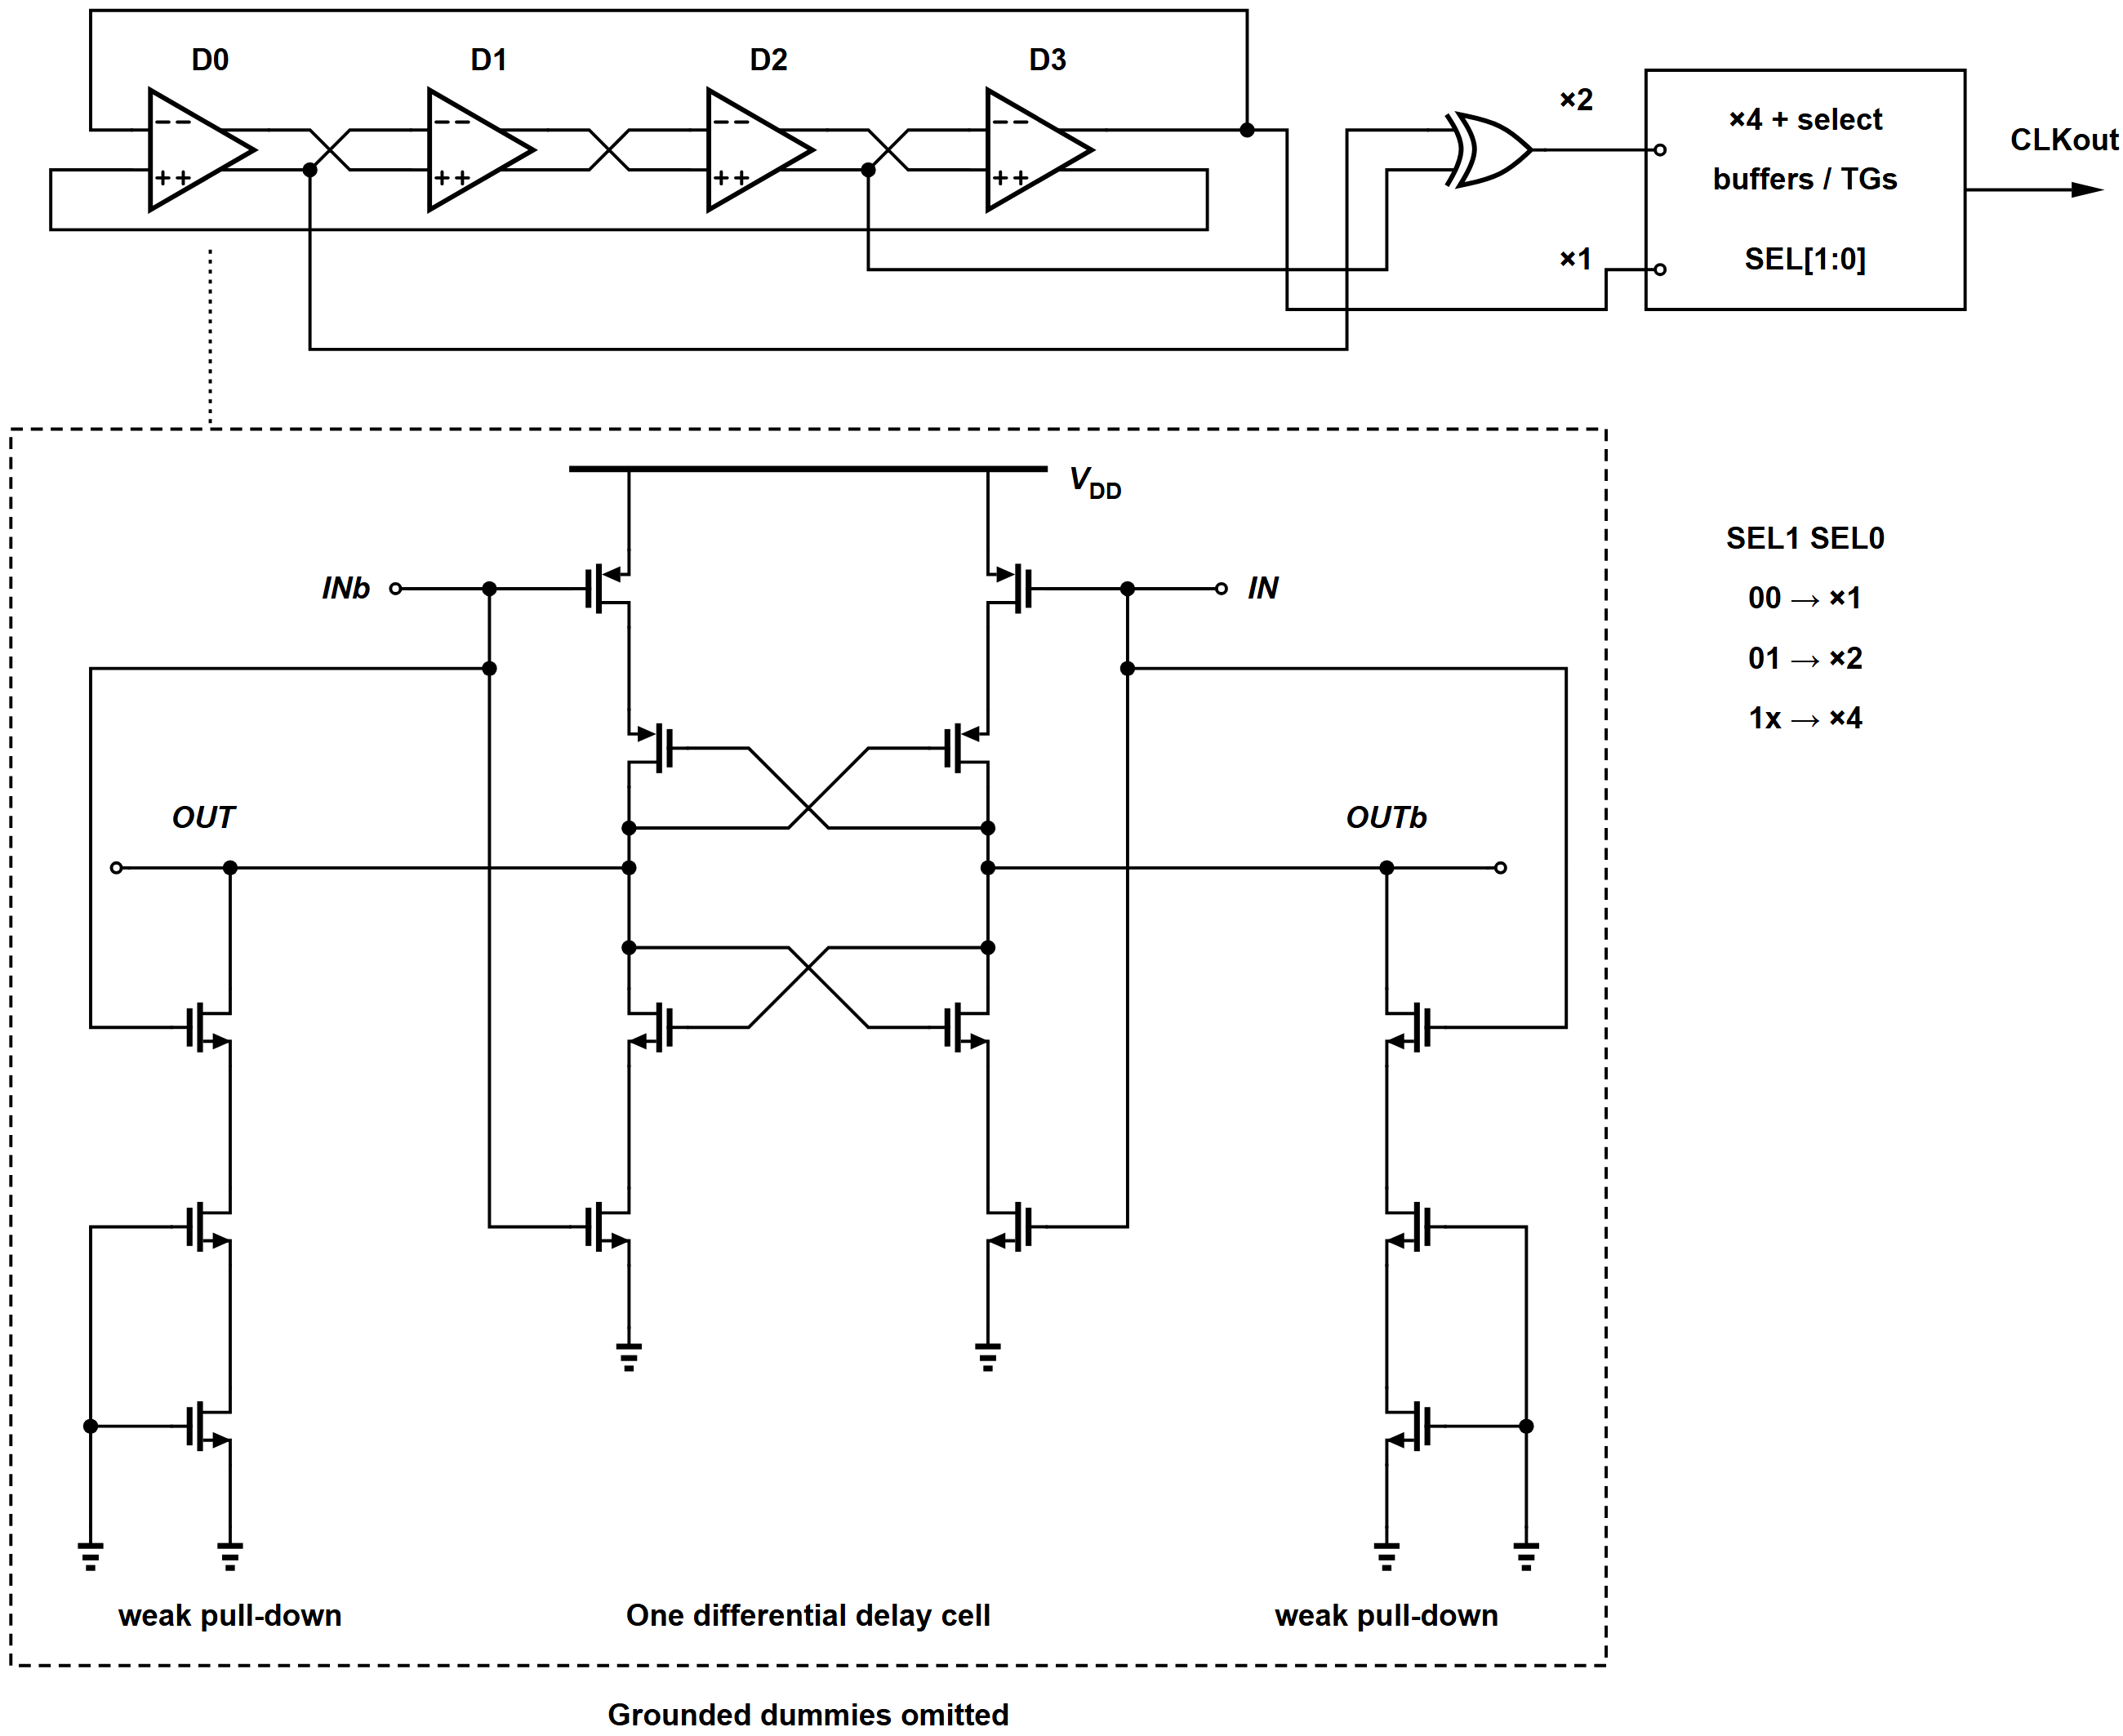 D0 D1 D2 D3
×2
×4 + select
buffers / TGs
SEL[1:0]
CLKout
×1
− −
+ +
− −
+ +
− −
+ +
− −
+ +
VDD
INb
IN
OUT
OUTb
SEL1 SEL0
00 → ×1
01 → ×2
1x → ×4
weak pull-down
One differential delay cell
weak pull-down
Grounded dummies omitted